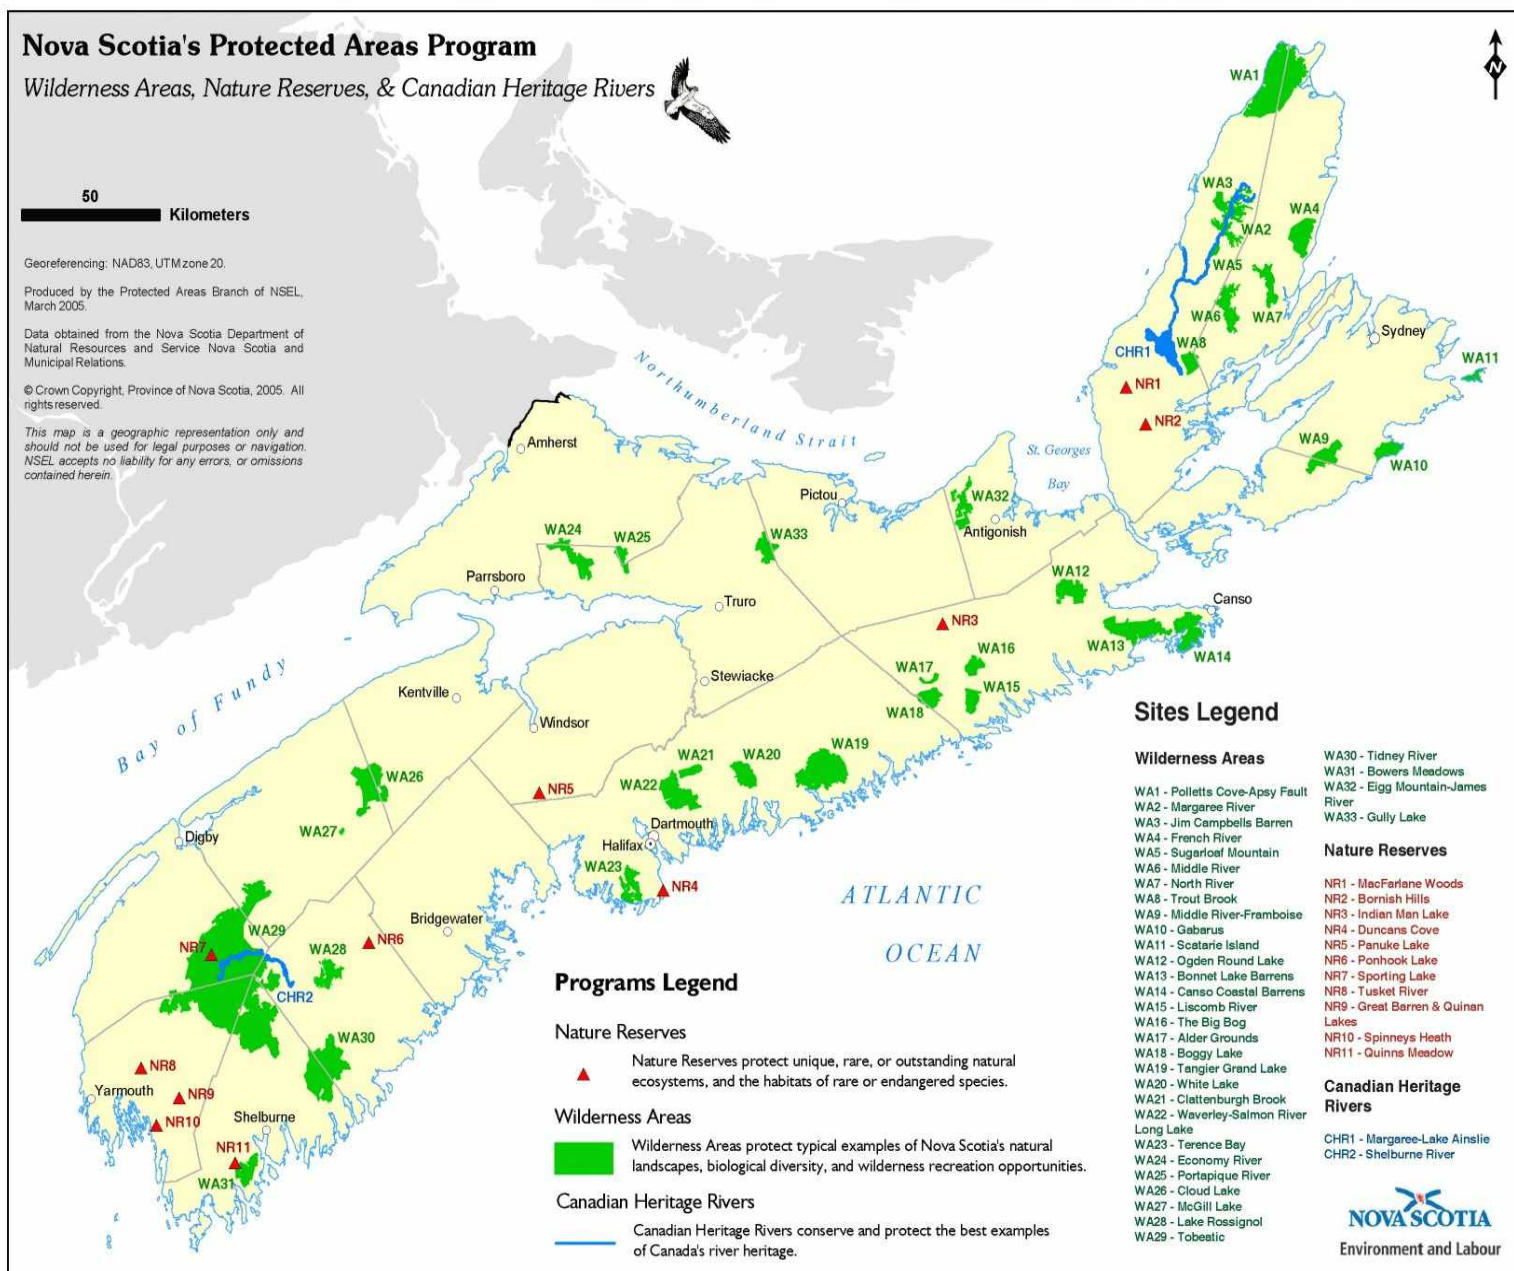 Nova Scotia's Protected Areas Program
Wilderness Areas, Nature Reserves, & Canadian Heritage Rivers
50
Kilometers
Georeferencing: NAD83, UTM zone 20.
Produced by the Protected Areas Branch of NSEL,
March 2005.
Data obtained from the Nova Scotia Department of
Natural Resources and Service Nova Scotia and
Municipal Relations.
© Crown Copyright, Province of Nova Scotia, 2005. All
rights reserved.
This map is a geographic representation only and
should not be used for legal purposes or navigation.
NSEL accepts no liability for any errors, or omissions
contained herein.
N
WA1
WA3
WA4
WA2
WA5
WA6
WA7
Sydney
CHR1
WA8
WA11
NR1
NR2
WA9
WA10
Northumberland Strait
St. Georges
Bay
Amherst
Pictou
WA32
Antigonish
WA24
WA25
WA33
Parrsboro
Truro
WA12
Canso
NR3
WA13
WA14
WA16
WA17
WA15
WA18
Stewiacke
Kentville
Windsor
Bay of Fundy
WA26
WA27
NR5
WA21
WA20
WA19
WA22
Dartmouth
Halifax
WA23
NR4
Digby
ATLANTIC
OCEAN
Bridgewater
WA29
NR7
NR6
WA28
CHR2
WA30
NR8
Yarmouth
NR9
NR10
Shelburne
NR11
WA31
Programs Legend
Nature Reserves
Nature Reserves protect unique, rare, or outstanding natural
ecosystems, and the habitats of rare or endangered species.
Wilderness Areas
Wilderness Areas protect typical examples of Nova Scotia's natural
landscapes, biological diversity, and wilderness recreation opportunities.
Canadian Heritage Rivers
Canadian Heritage Rivers conserve and protect the best examples
of Canada's river heritage.
Sites Legend
Wilderness Areas
WA1 - Polletts Cove-Apsy Fault
WA2 - Margaree River
WA3 - Jim Campbells Barren
WA4 - French River
WA5 - Sugarloaf Mountain
WA6 - Middle River
WA7 - North River
WA8 - Trout Brook
WA9 - Middle River-Framboise
WA10 - Gabarus
WA11 - Scatarie Island
WA12 - Ogden Round Lake
WA13 - Bonnet Lake Barrens
WA14 - Canso Coastal Barrens
WA15 - Liscomb River
WA16 - The Big Bog
WA17 - Alder Grounds
WA18 - Boggy Lake
WA19 - Tangier Grand Lake
WA20 - White Lake
WA21 - Clattenburgh Brook
WA22 - Waverley-Salmon River
Long Lake
WA23 - Terence Bay
WA24 - Economy River
WA25 - Portapique River
WA26 - Cloud Lake
WA27 - McGill Lake
WA28 - Lake Rossignol
WA29 - Tobeatic
WA30 - Tidney River
WA31 - Bowers Meadows
WA32 - Eigg Mountain-James
River
WA33 - Gully Lake
Nature Reserves
NR1 - MacFarlane Woods
NR2 - Bornish Hills
NR3 - Indian Man Lake
NR4 - Duncans Cove
NR5 - Panuke Lake
NR6 - Ponhook Lake
NR7 - Sporting Lake
NR8 - Tusket River
NR9 - Great Barren & Quinan
Lakes
NR10 - Spinneys Heath
NR11 - Quinns Meadow
Canadian Heritage
Rivers
CHR1 - Margaree-Lake Ainslie
CHR2 - Shelburne River
NOVA SCOTIA
Environment and Labour